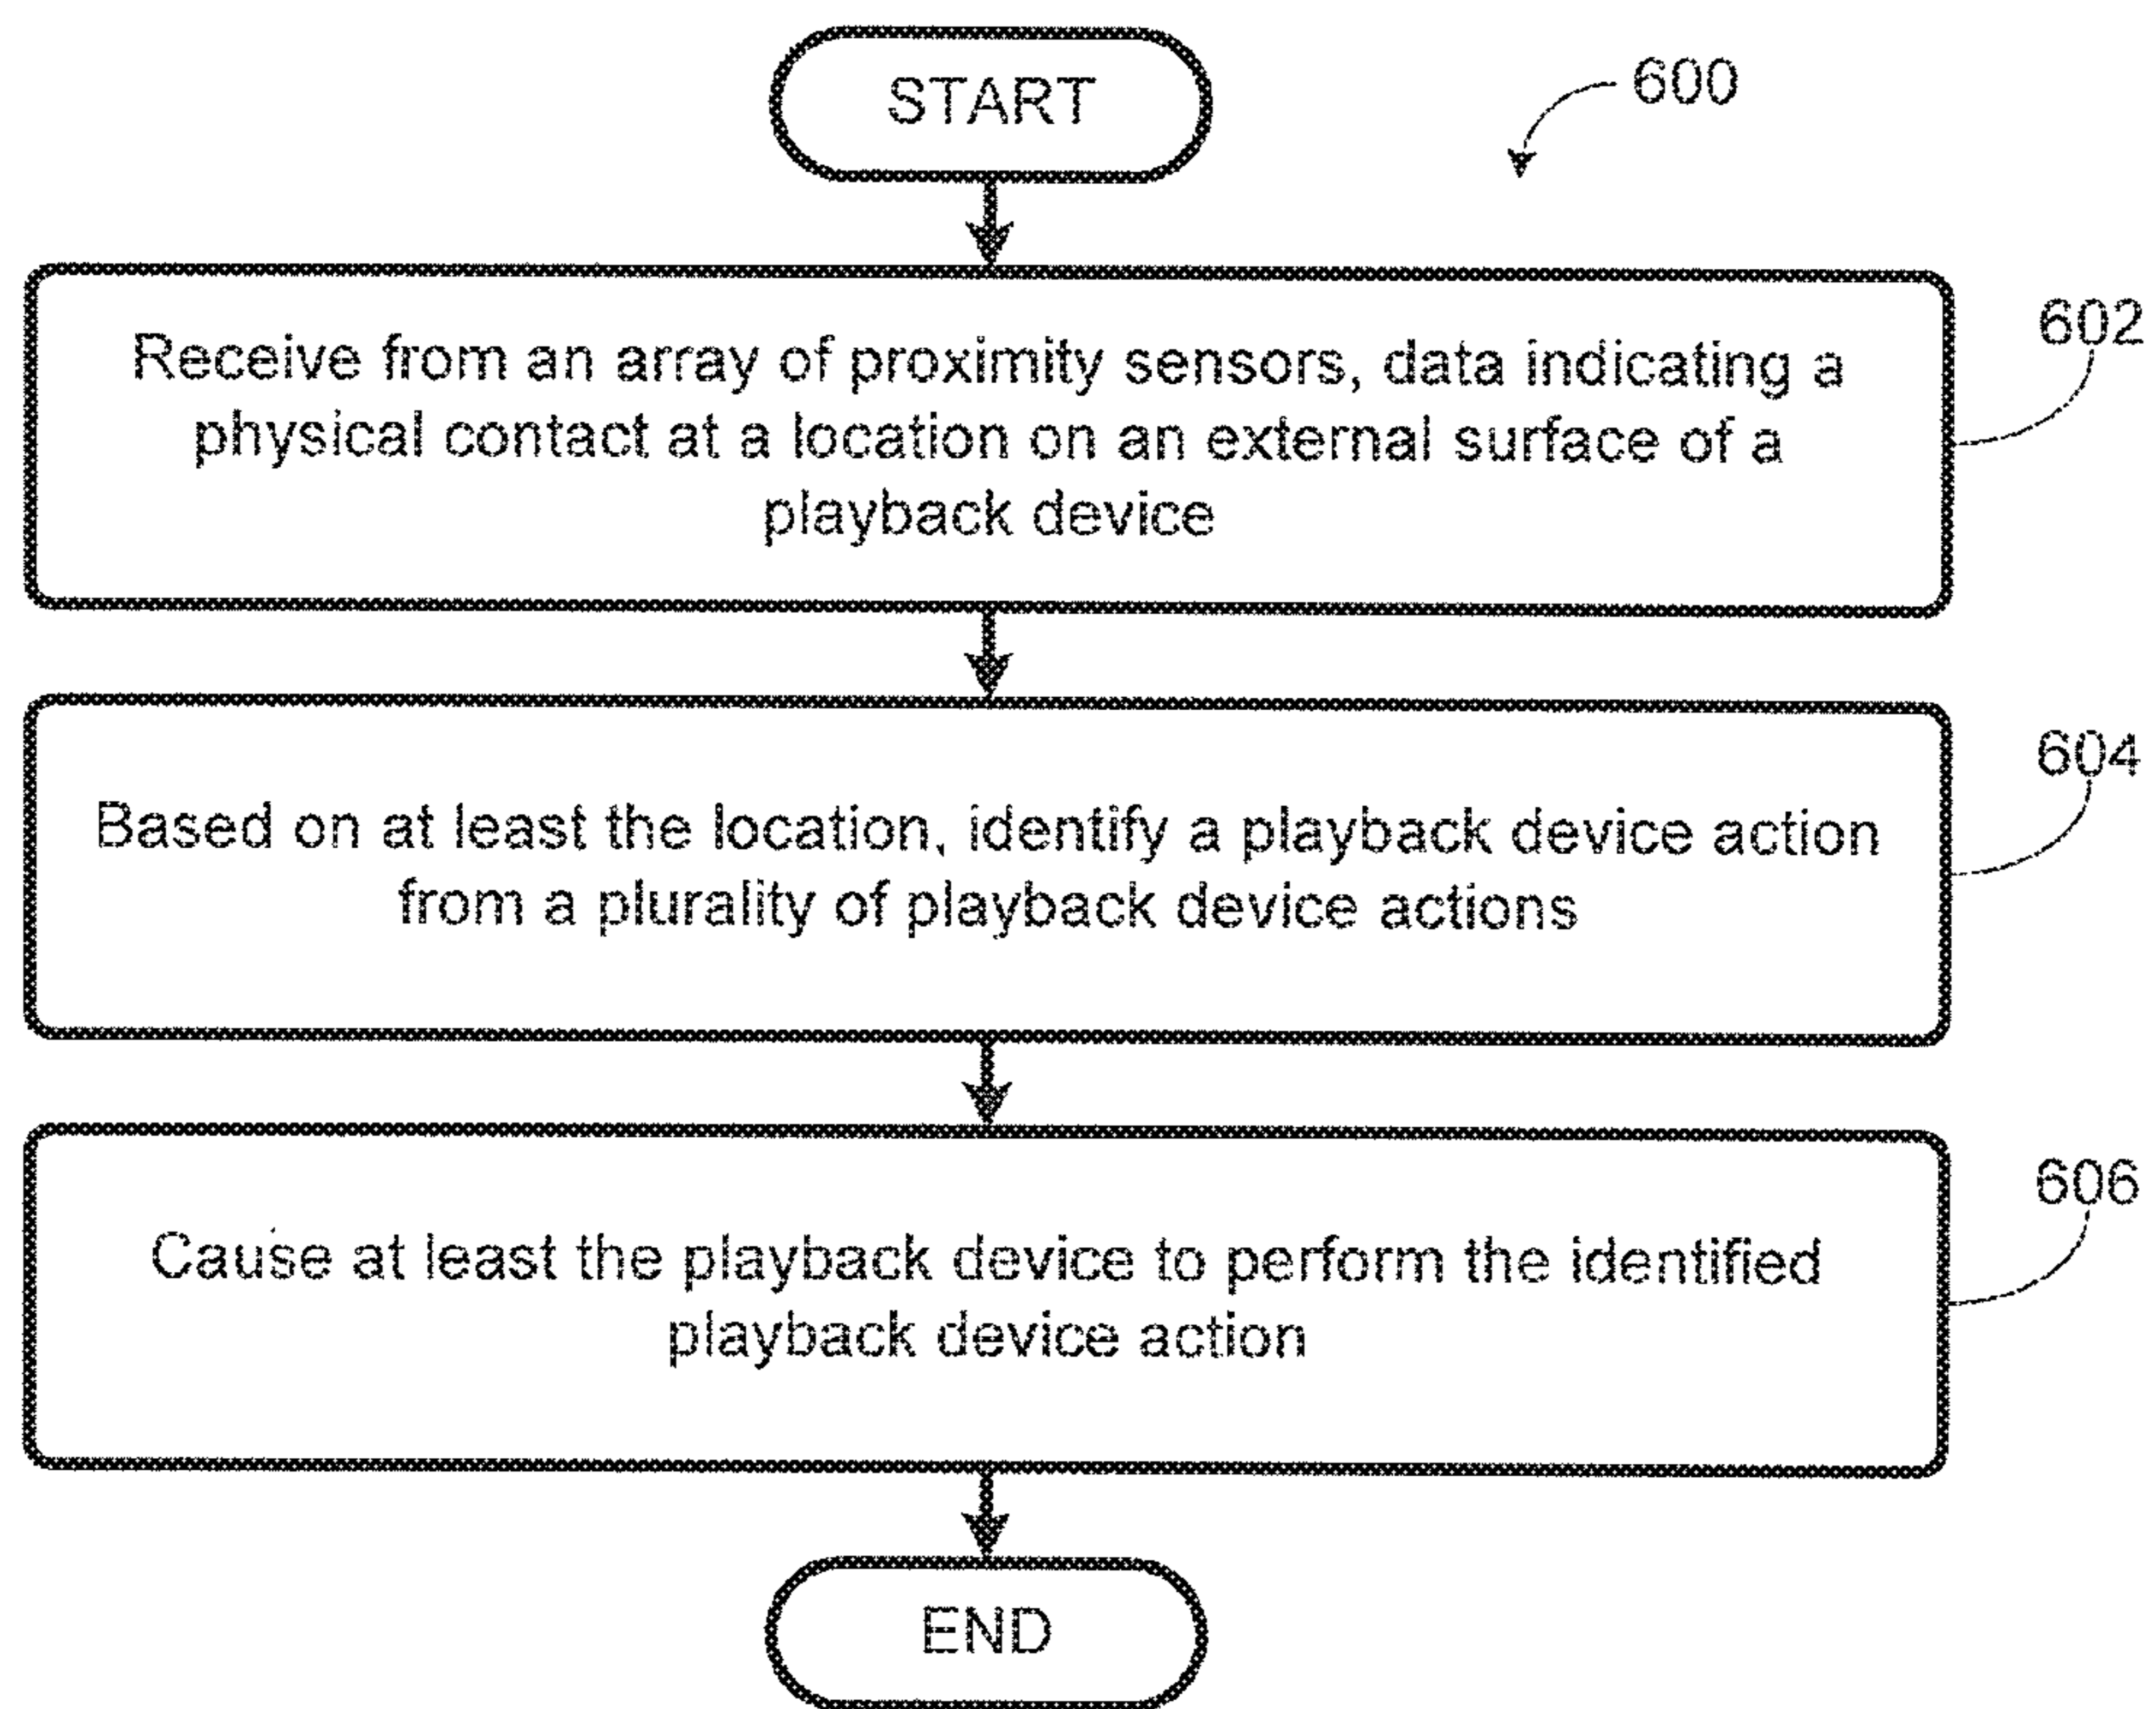 START
600
Receive from an array of proximity sensors, data indicating a
physical contact at a location on an external surface of a
playback device
602
Based on at least the location, identify a playback device action
from a plurality of playback device actions
604
Cause at least the playback device to perform the identified
playback device action
606
END